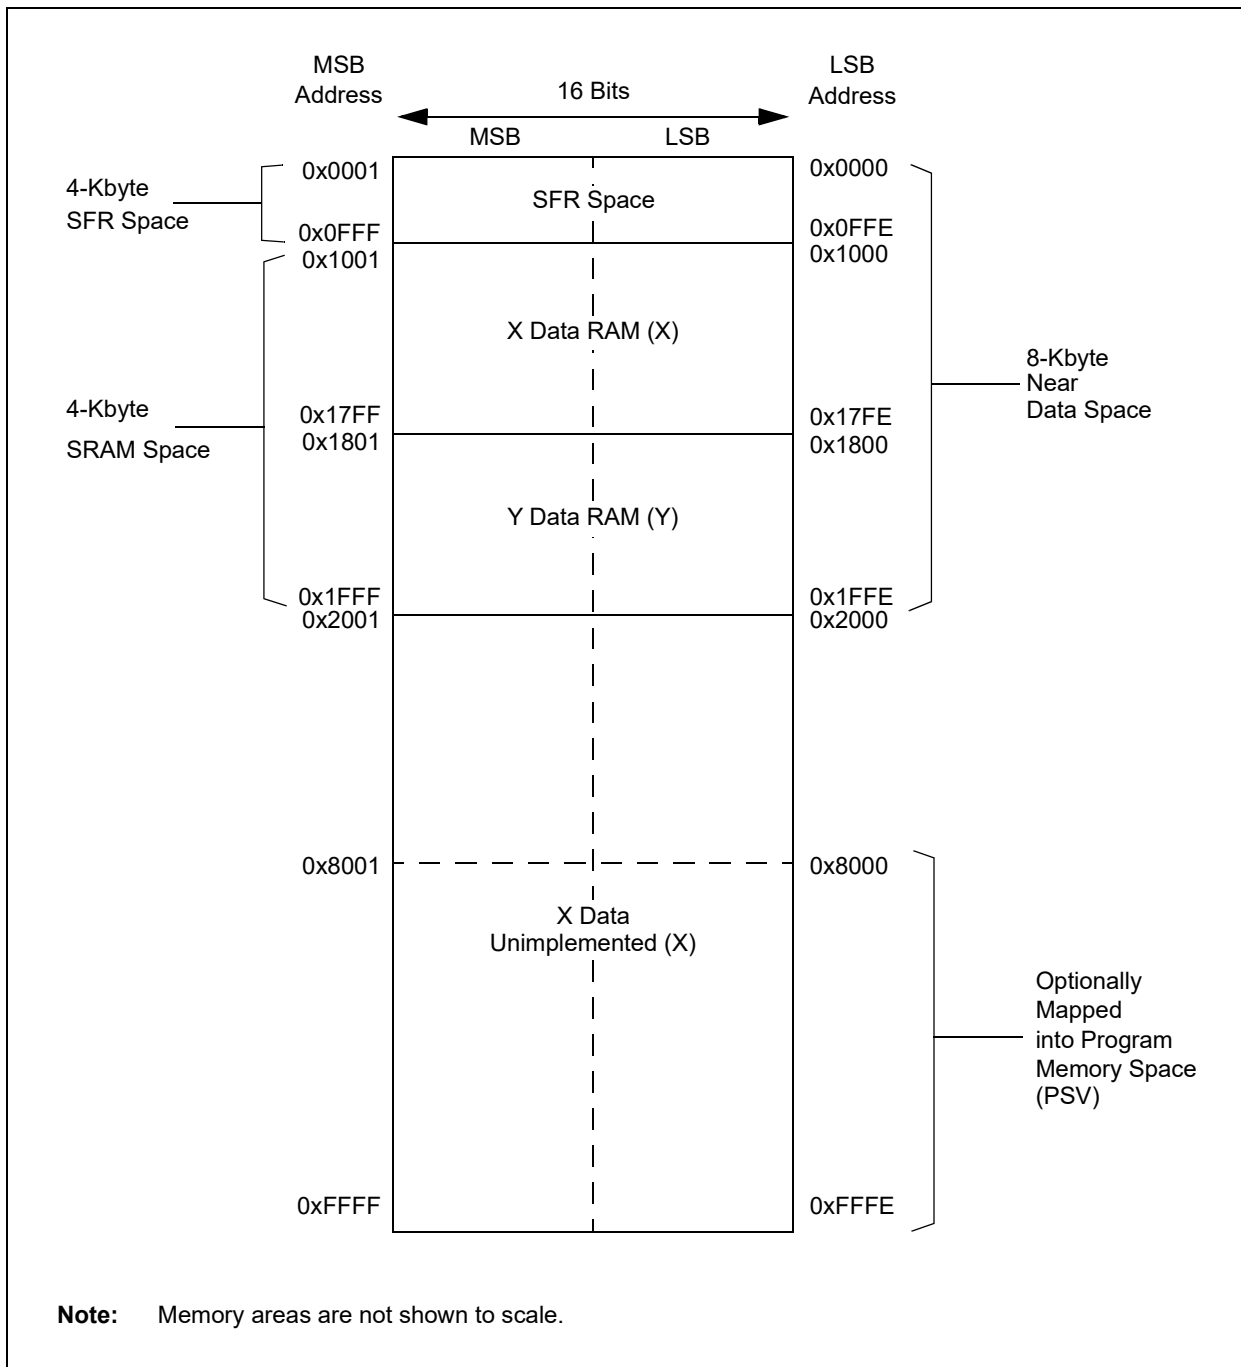 MSB
Address
16 Bits
LSB
Address
MSB
LSB
0x0001
0x0000
4-Kbyte
SFR Space
SFR Space
0x0FFF
0x0FFE
0x1001
0x1000
X Data RAM (X)
8-Kbyte
Near
Data Space
4-Kbyte
SRAM Space
0x17FF
0x17FE
0x1801
0x1800
Y Data RAM (Y)
0x1FFF
0x1FFE
0x2001
0x2000
0x8001
0x8000
X Data
Unimplemented (X)
Optionally
Mapped
into Program
Memory Space
(PSV)
0xFFFF
0xFFFE
Note: Memory areas are not shown to scale.